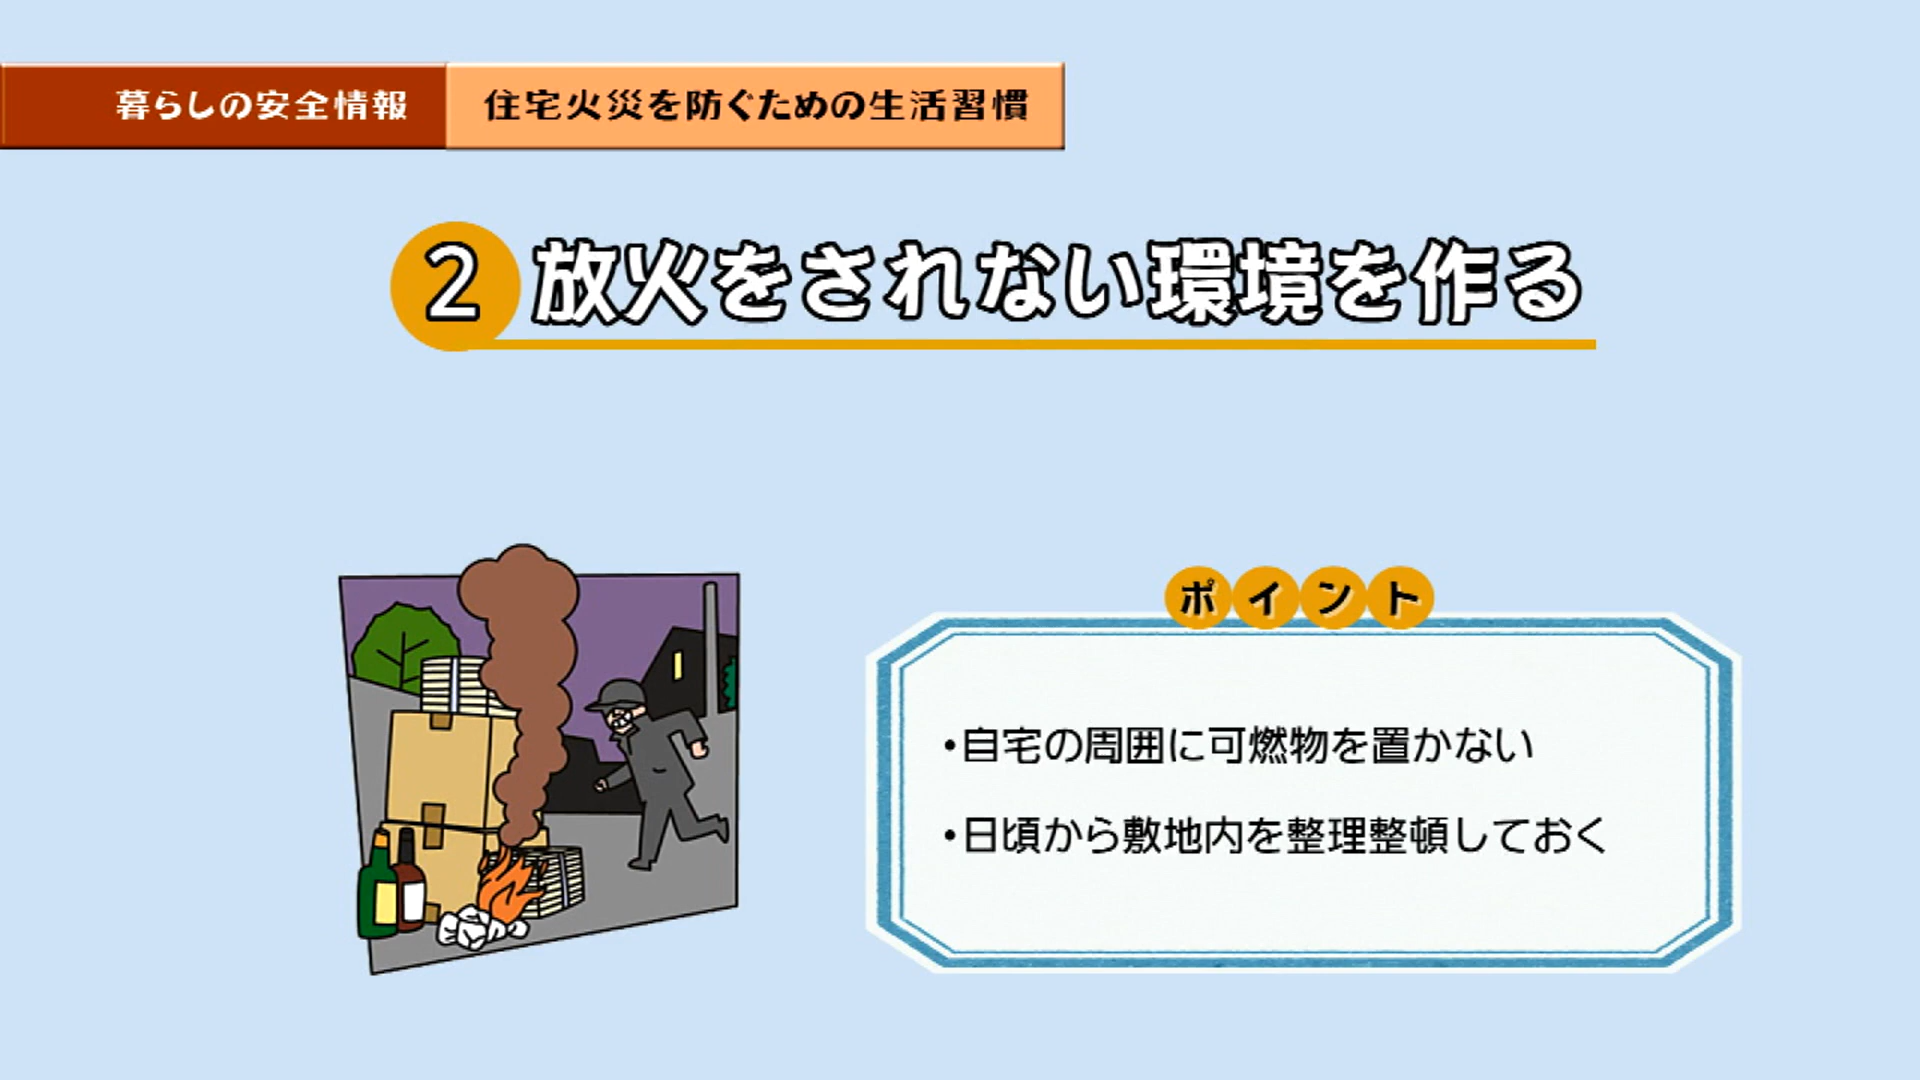 暮らしの安全情報
住宅火災を防ぐための生活習慣
2 放火をされない環境を作る
ポイント
・自宅の周囲に可燃物を置かない
・日頃から敷地内を整理整頓しておく